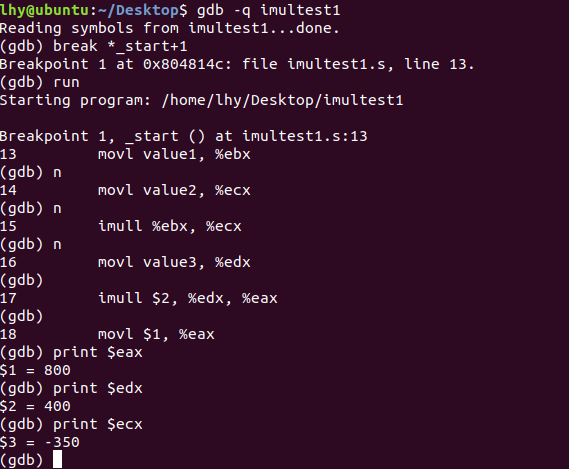 lhy@ubuntu:~/Desktop$ gdb -q imultest1
Reading symbols from imultest1...done.
(gdb) break *_start+1
Breakpoint 1 at 0x804814c: file imultest1.s, line 13.
(gdb) run
Starting program: /home/lhy/Desktop/imultest1
Breakpoint 1, _start () at imultest1.s:13
13 movl value1, %ebx
(gdb) n
14 movl value2, %ecx
(gdb) n
15 imull %ebx, %ecx
(gdb) n
16 movl value3, %edx
(gdb)
17 imull $2, %edx, %eax
(gdb)
18 movl $1, %eax
(gdb) print $eax
$1 = 800
(gdb) print $edx
$2 = 400
(gdb) print $ecx
$3 = -350
(gdb)